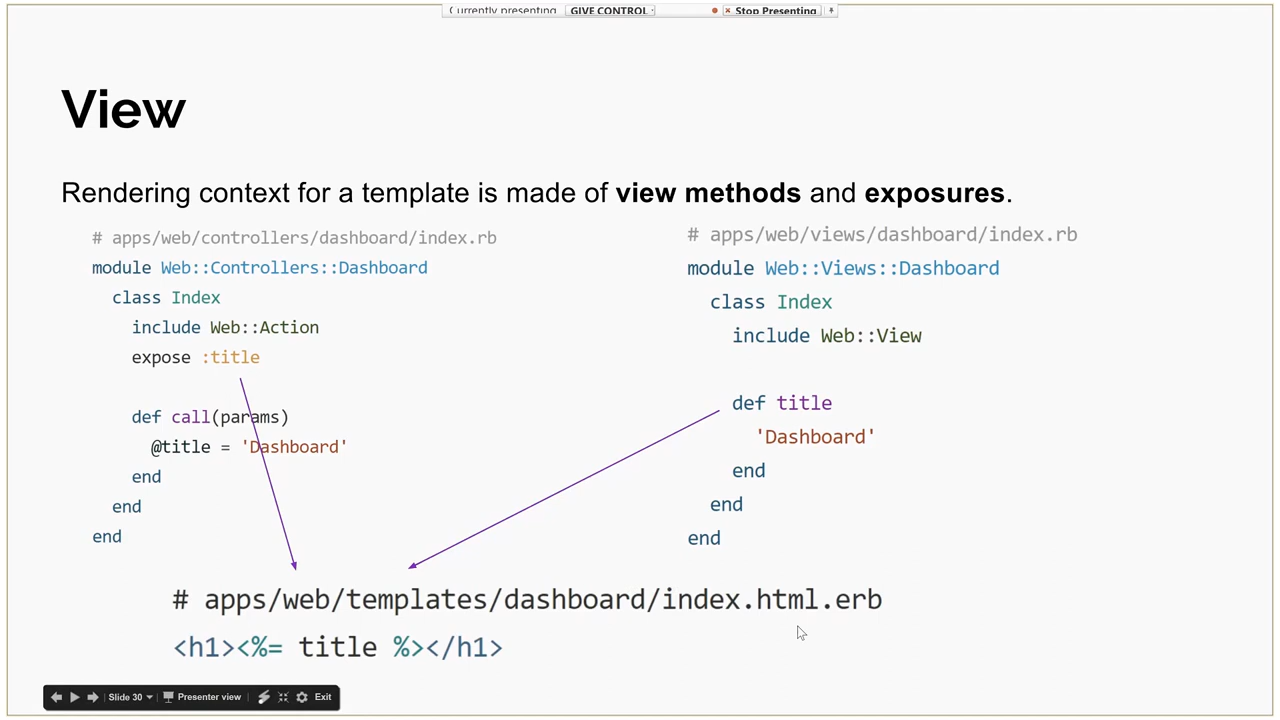 Currently presenting GIVE CONTROL Stop Presenting
View
Rendering context for a template is made of view methods and exposures.
# apps/web/controllers/dashboard/index.rb
module Web::Controllers::Dashboard
class Index
include Web::Action
expose :title
def call(params)
@title = 'Dashboard'
end
end
end
# apps/web/views/dashboard/index.rb
module Web::Views::Dashboard
class Index
include Web::View
def title
'Dashboard'
end
end
end
# apps/web/templates/dashboard/index.html.erb
<h1><%= title %></h1>
Slide 30 Presenter view Exit